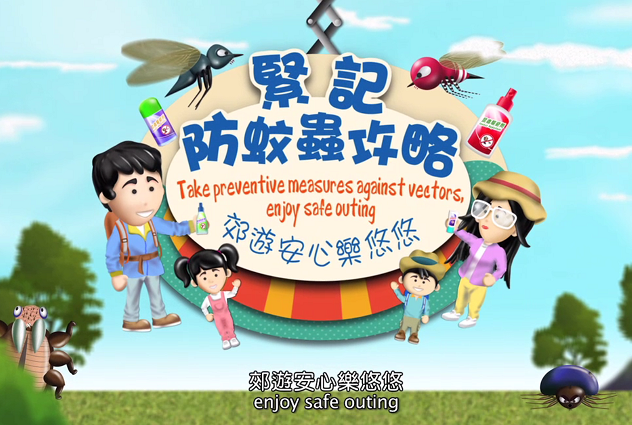 緊記
防蚊蟲攻略
Take preventive measures against vectors,
enjoy safe outing
郊遊安心樂悠悠
郊遊安心樂悠悠
enjoy safe outing